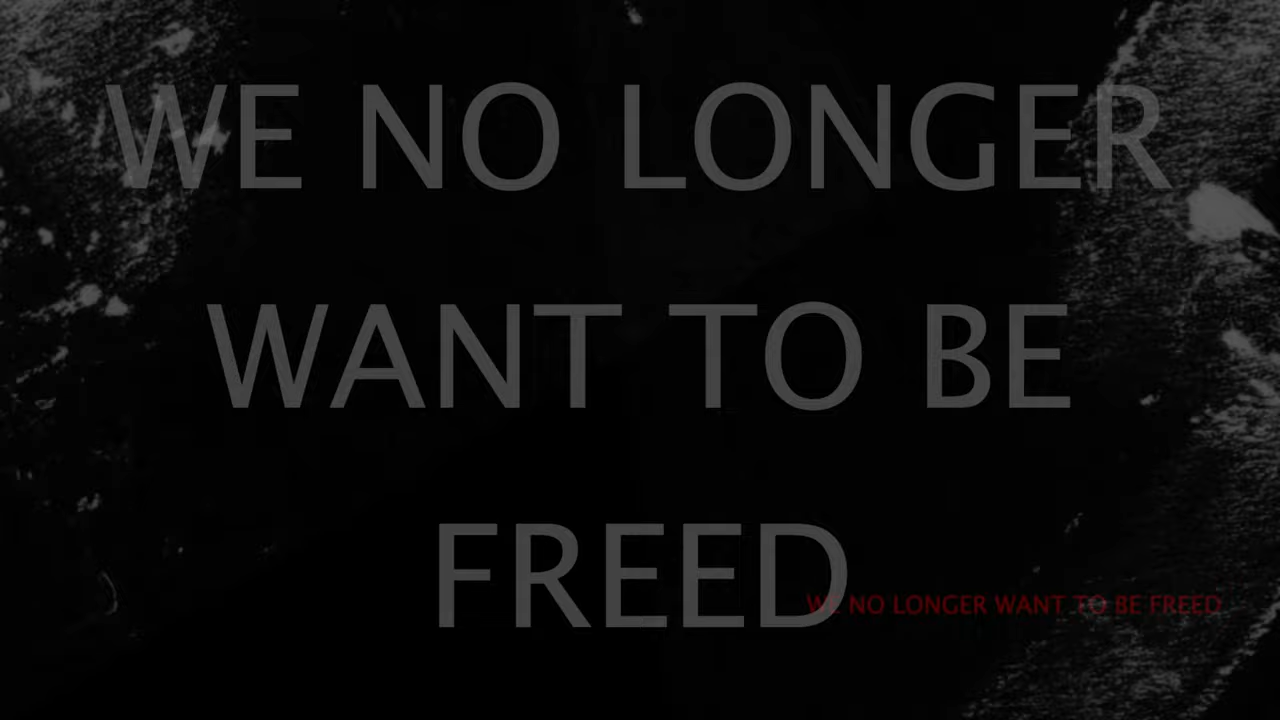 WE NO LONGER
WANT TO BE
FREED
WE NO LONGER WANT TO BE FREED